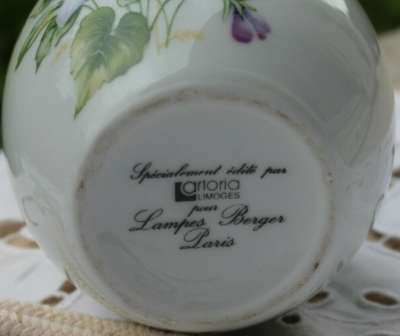 Spécialement édité par
artoria
LIMOGES
pour
Lampes Berger
Paris